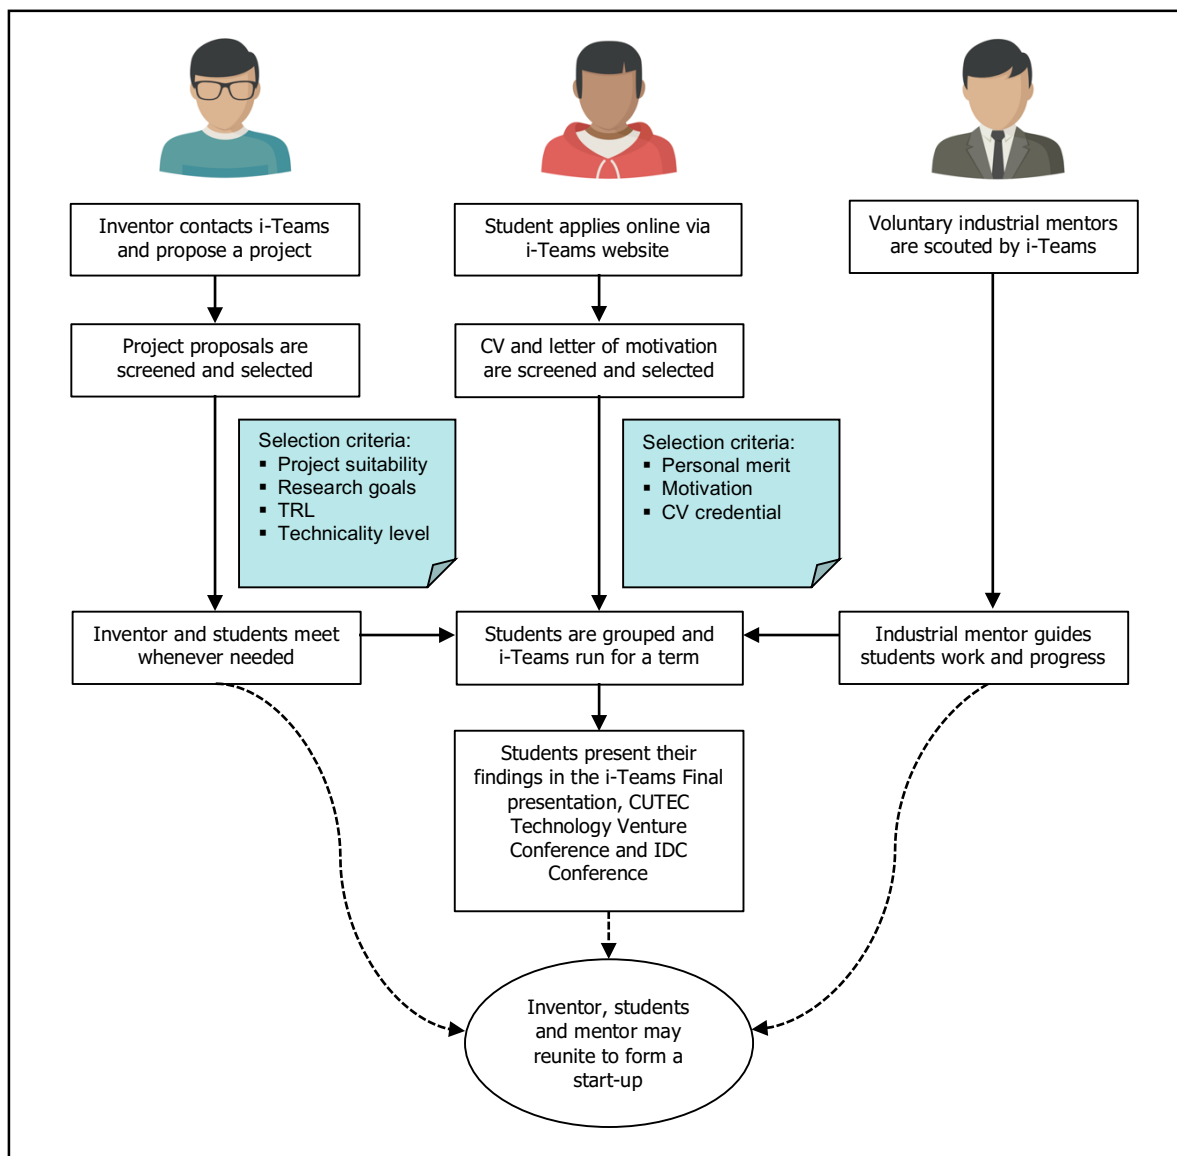 Inventor contacts i-Teams
and propose a project
Student applies online via
i-Teams website
Voluntary industrial mentors
are scouted by i-Teams
Project proposals are
screened and selected
CV and letter of motivation
are screened and selected
Selection criteria:
▪ Project suitability
▪ Research goals
▪ TRL
▪ Technicality level
Selection criteria:
▪ Personal merit
▪ Motivation
▪ CV credential
Inventor and students meet
whenever needed
Students are grouped and
i-Teams run for a term
Industrial mentor guides
students work and progress
Students present their
findings in the i-Teams Final
presentation, CUTEC
Technology Venture
Conference and IDC
Conference
Inventor, students
and mentor may
reunite to form a
start-up